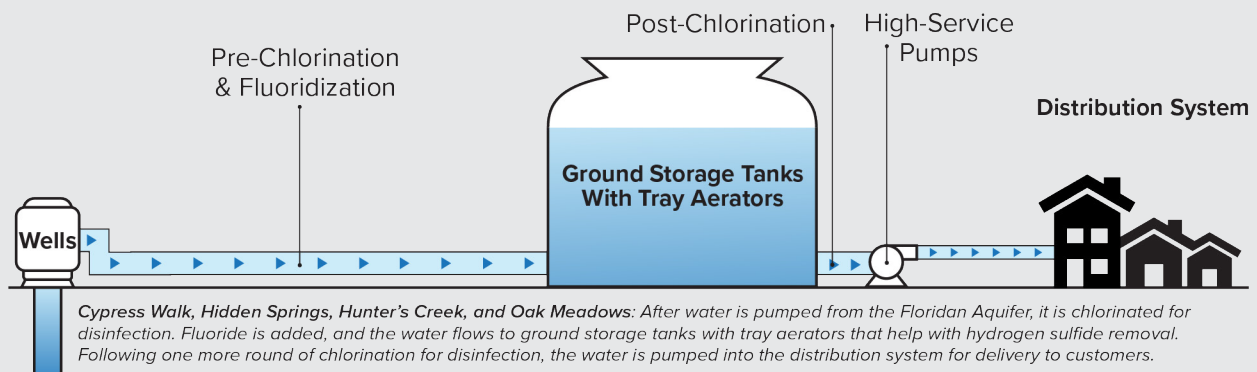 Post-Chlorination
High-Service
Pumps
Pre-Chlorination
& Fluoridization
Distribution System
Ground Storage Tanks
With Tray Aerators
Wells
Cypress Walk, Hidden Springs, Hunter’s Creek, and Oak Meadows: After water is pumped from the Floridan Aquifer, it is chlorinated for
disinfection. Fluoride is added, and the water flows to ground storage tanks with tray aerators that help with hydrogen sulfide removal.
Following one more round of chlorination for disinfection, the water is pumped into the distribution system for delivery to customers.